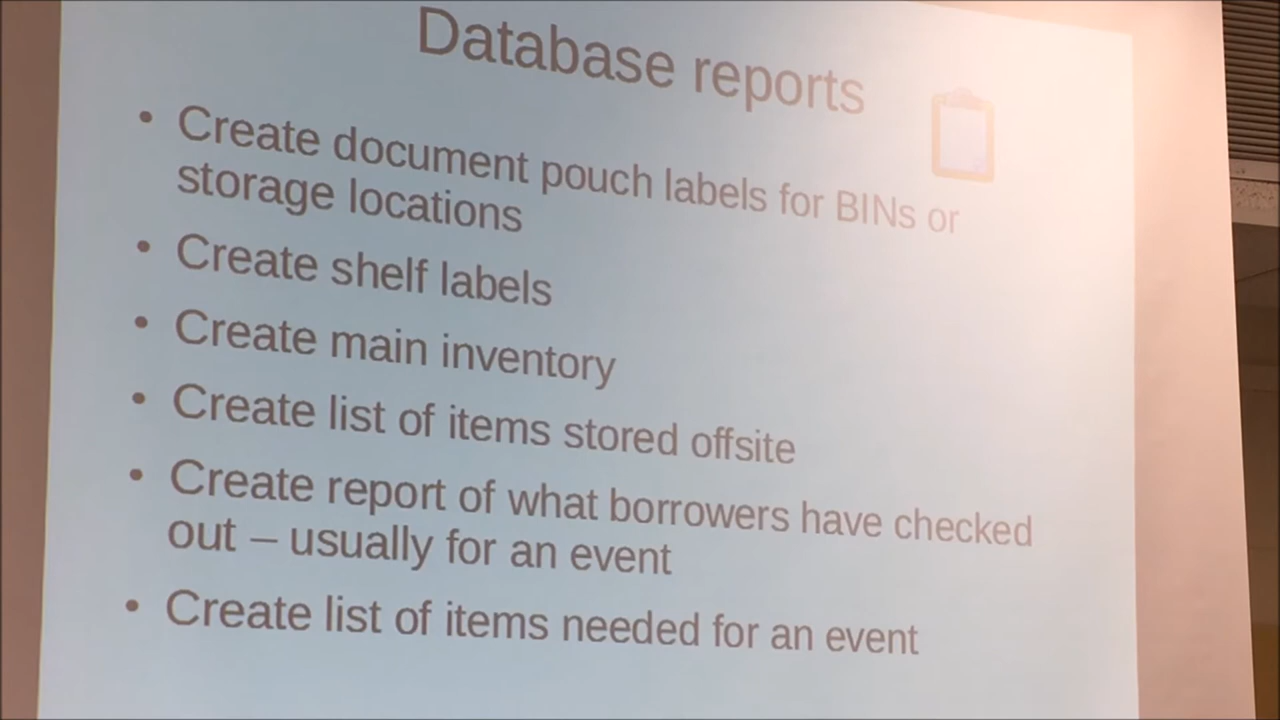 Database reports
• Create document pouch labels for BINs or
storage locations
• Create shelf labels
• Create main inventory
• Create list of items stored offsite
• Create report of what borrowers have checked
out – usually for an event
• Create list of items needed for an event